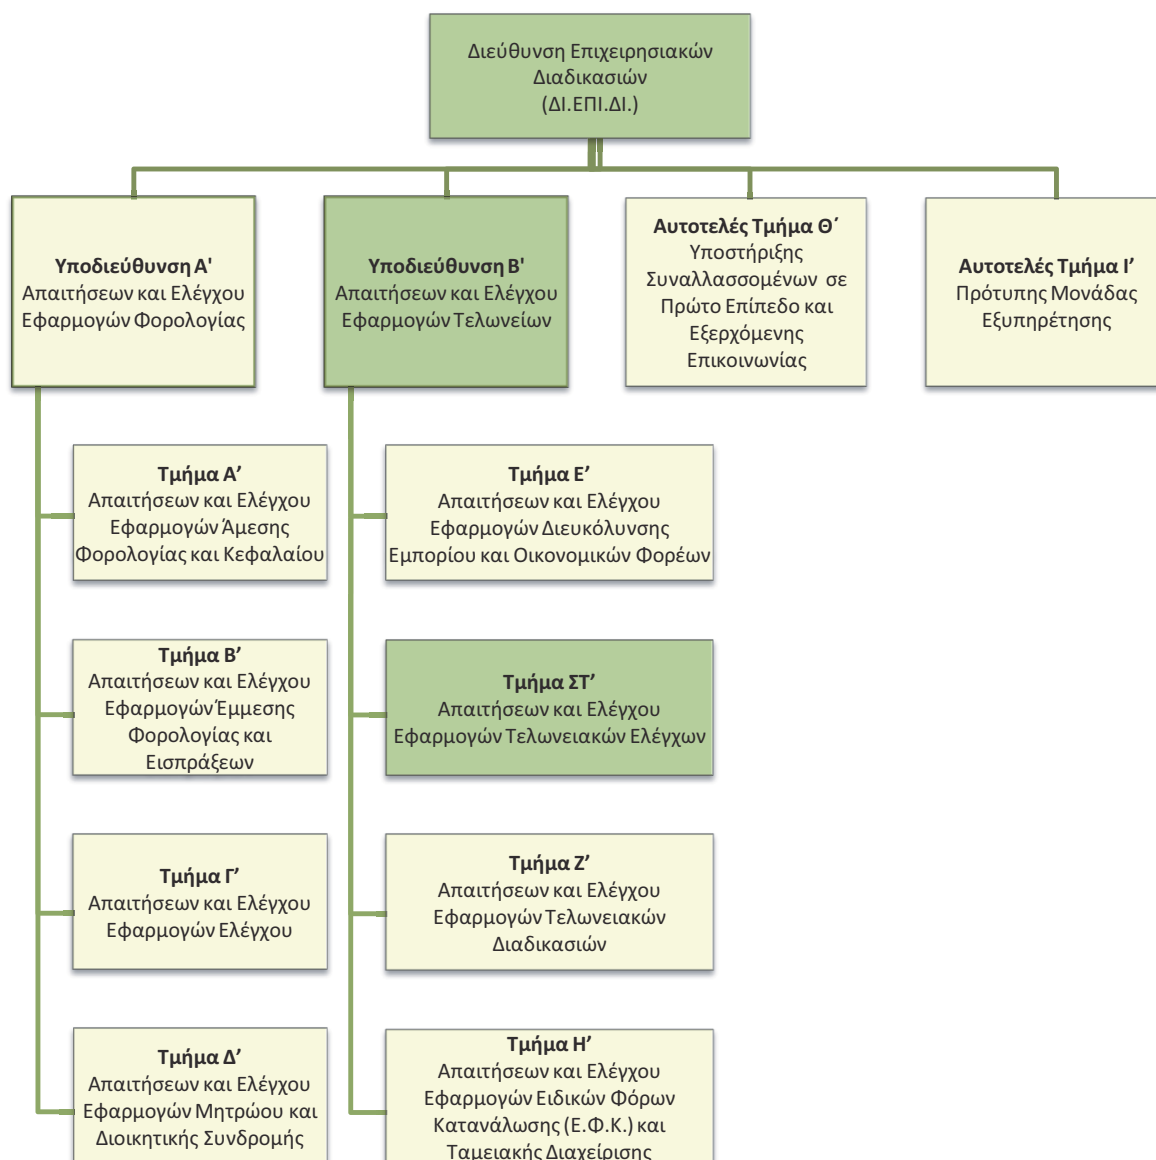 Διεύθυνση Επιχειρησιακών
Διαδικασιών
(ΔΙ.ΕΠΙ.ΔΙ.)
Υποδιεύθυνση Α'
Απαιτήσεων και Ελέγχου
Εφαρμογών Φορολογίας
Υποδιεύθυνση Β'
Απαιτήσεων και Ελέγχου
Εφαρμογών Τελωνείων
Αυτοτελές Τμήμα Θ΄
Υποστήριξης
Συναλλασσομένων σε
Πρώτο Επίπεδο και
Εξερχόμενης
Επικοινωνίας
Αυτοτελές Τμήμα Ι’
Πρότυπης Μονάδας
Εξυπηρέτησης
Τμήμα Α’
Απαιτήσεων και Ελέγχου
Εφαρμογών Άμεσης
Φορολογίας και Κεφαλαίου
Τμήμα Β’
Απαιτήσεων και Ελέγχου
Εφαρμογών Έμμεσης
Φορολογίας και
Εισπράξεων
Τμήμα Γ’
Απαιτήσεων και Ελέγχου
Εφαρμογών Ελέγχου
Τμήμα Δ’
Απαιτήσεων και Ελέγχου
Εφαρμογών Μητρώου και
Διοικητικής Συνδρομής
Τμήμα Ε’
Απαιτήσεων και Ελέγχου
Εφαρμογών Διευκόλυνσης
Εμπορίου και Οικονομικών Φορέων
Τμήμα ΣΤ’
Απαιτήσεων και Ελέγχου
Εφαρμογών Τελωνειακών Ελέγχων
Τμήμα Ζ’
Απαιτήσεων και Ελέγχου
Εφαρμογών Τελωνειακών
Διαδικασιών
Τμήμα Η’
Απαιτήσεων και Ελέγχου
Εφαρμογών Ειδικών Φόρων
Κατανάλωσης (Ε.Φ.Κ.) και
Ταμειακής Διαχείρισης